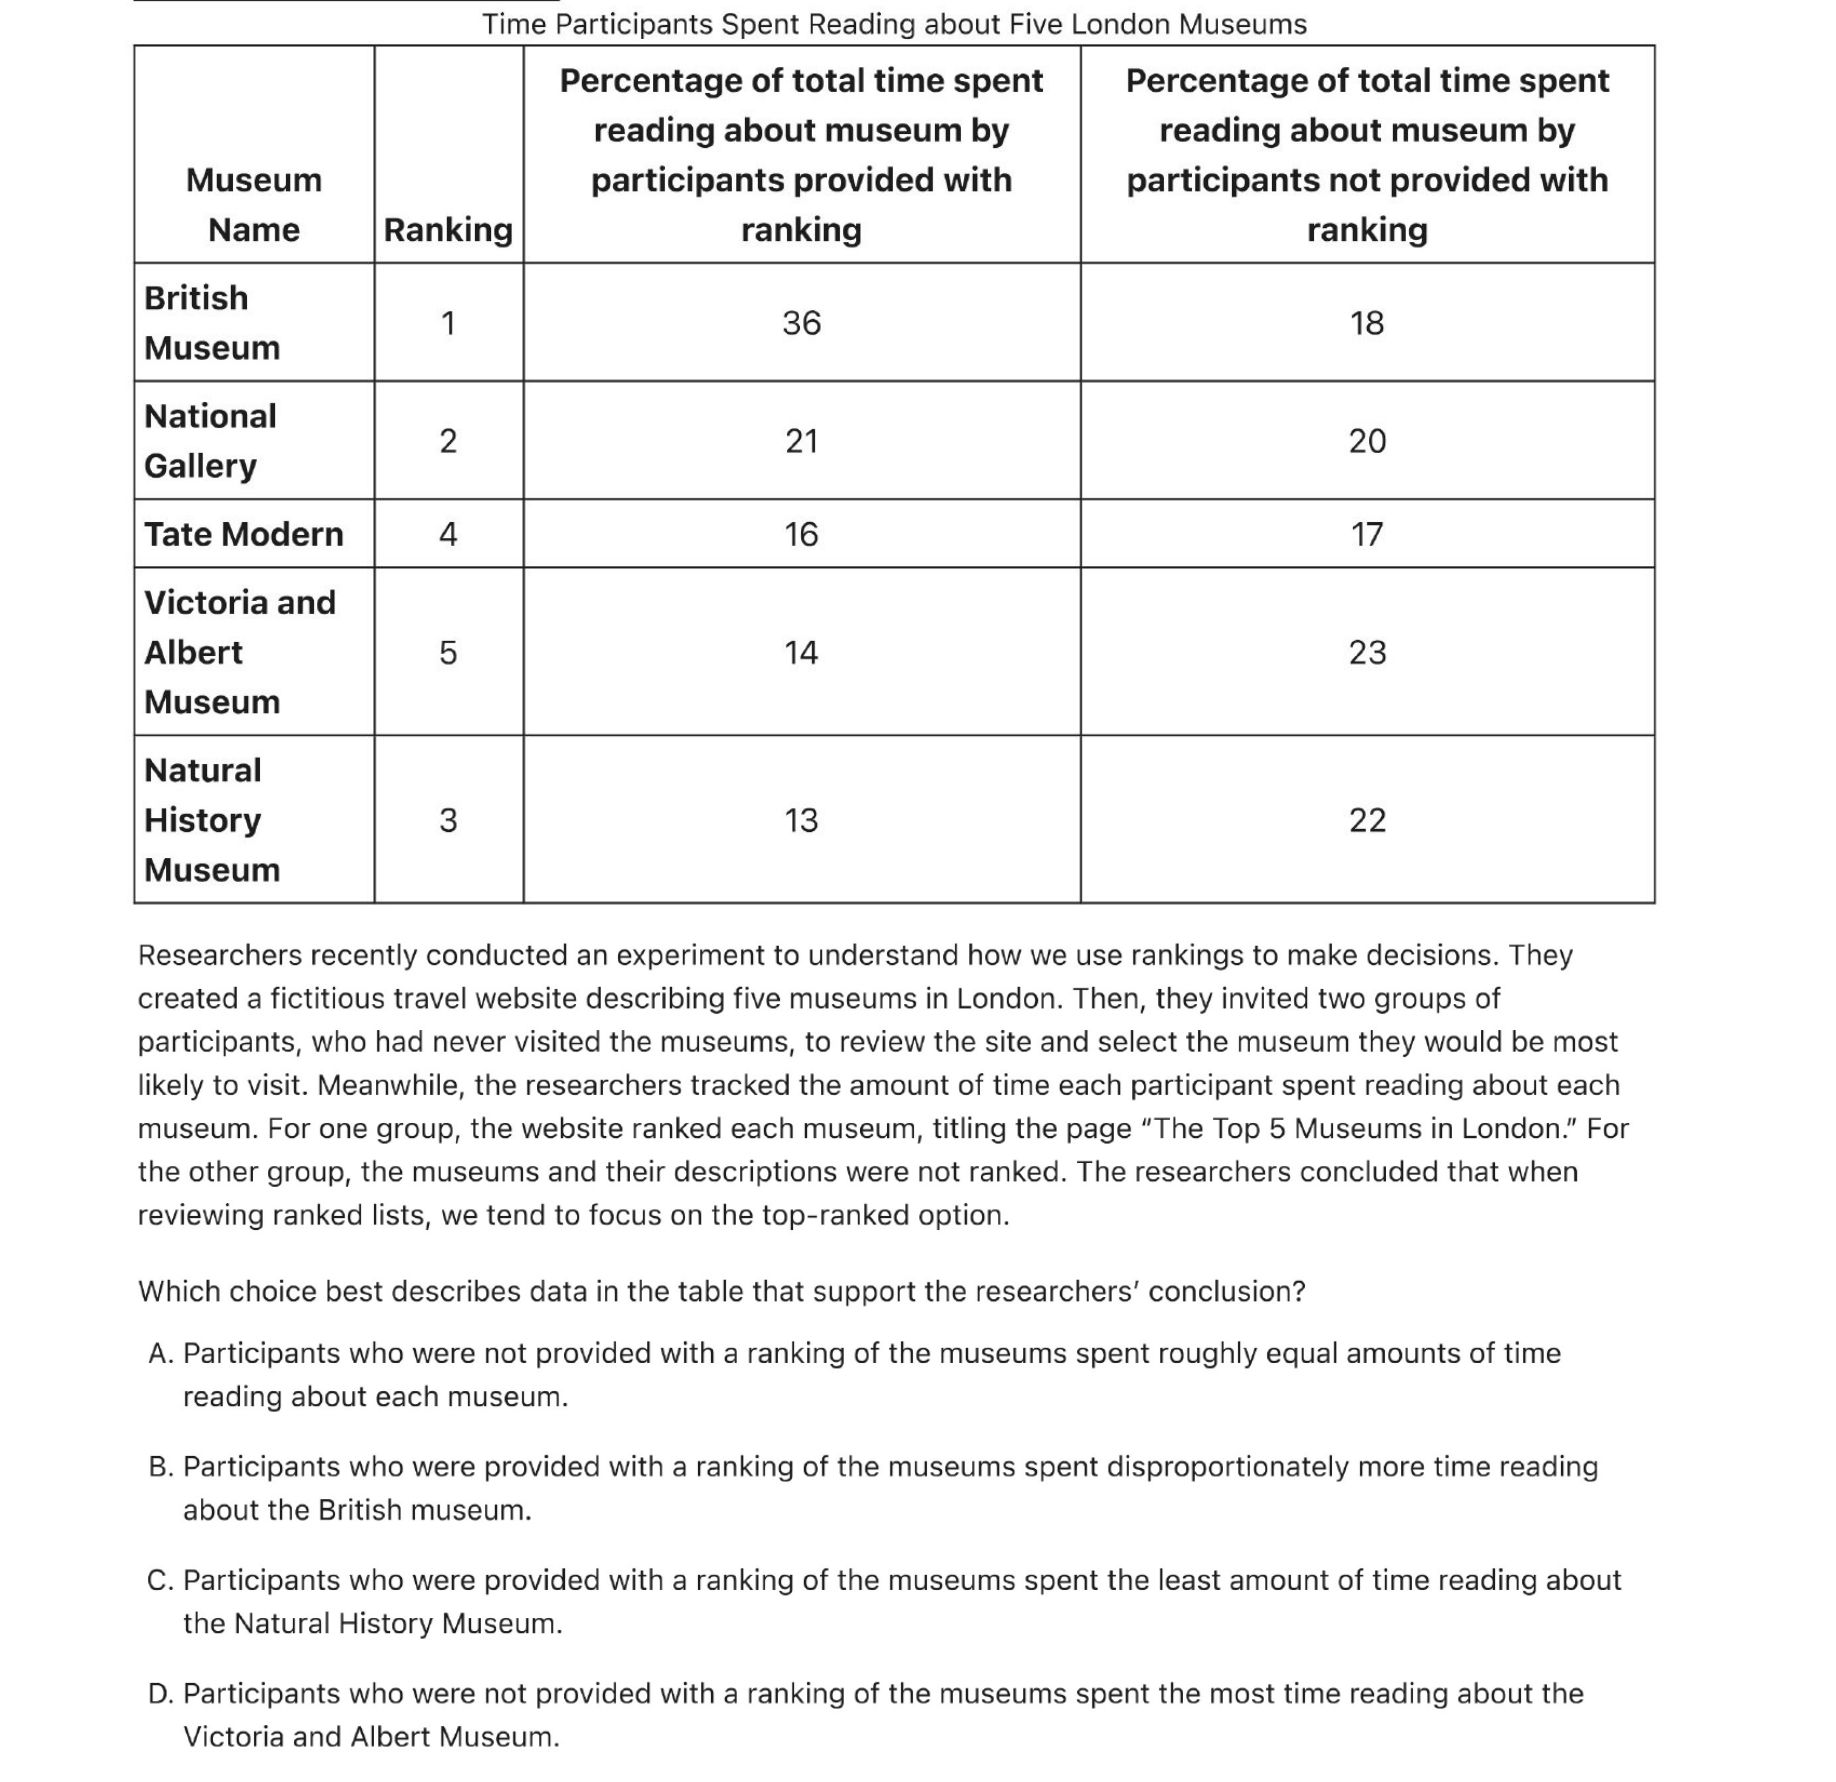 Time Participants Spent Reading about Five London Museums
Museum Name
Ranking
Percentage of total time spent reading about museum by participants provided with ranking
Percentage of total time spent reading about museum by participants not provided with ranking
British Museum
1
36
18
National Gallery
2
21
20
Tate Modern
4
16
17
Victoria and Albert Museum
5
14
23
Natural History Museum
3
13
22
Researchers recently conducted an experiment to understand how we use rankings to make decisions. They
created a fictitious travel website describing five museums in London. Then, they invited two groups of
participants, who had never visited the museums, to review the site and select the museum they would be most
likely to visit. Meanwhile, the researchers tracked the amount of time each participant spent reading about each
museum. For one group, the website ranked each museum, titling the page “The Top 5 Museums in London.” For
the other group, the museums and their descriptions were not ranked. The researchers concluded that when
reviewing ranked lists, we tend to focus on the top-ranked option.
Which choice best describes data in the table that support the researchers’ conclusion?
A. Participants who were not provided with a ranking of the museums spent roughly equal amounts of time
reading about each museum.
B. Participants who were provided with a ranking of the museums spent disproportionately more time reading
about the British museum.
C. Participants who were provided with a ranking of the museums spent the least amount of time reading about
the Natural History Museum.
D. Participants who were not provided with a ranking of the museums spent the most time reading about the
Victoria and Albert Museum.